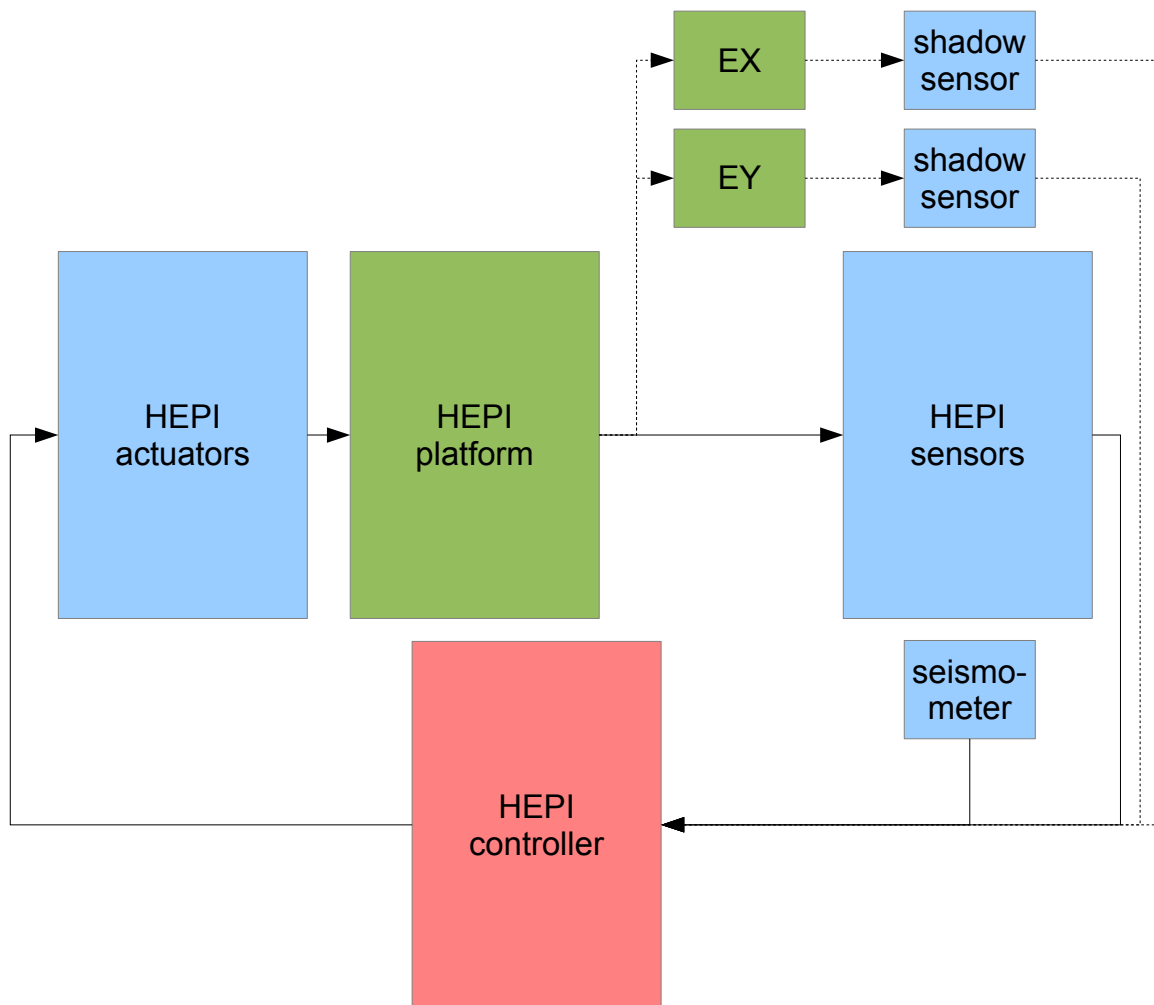 EX
shadow
sensor
EY
shadow
sensor
HEPI
actuators
HEPI
platform
HEPI
sensors
seismo-
meter
HEPI
controller